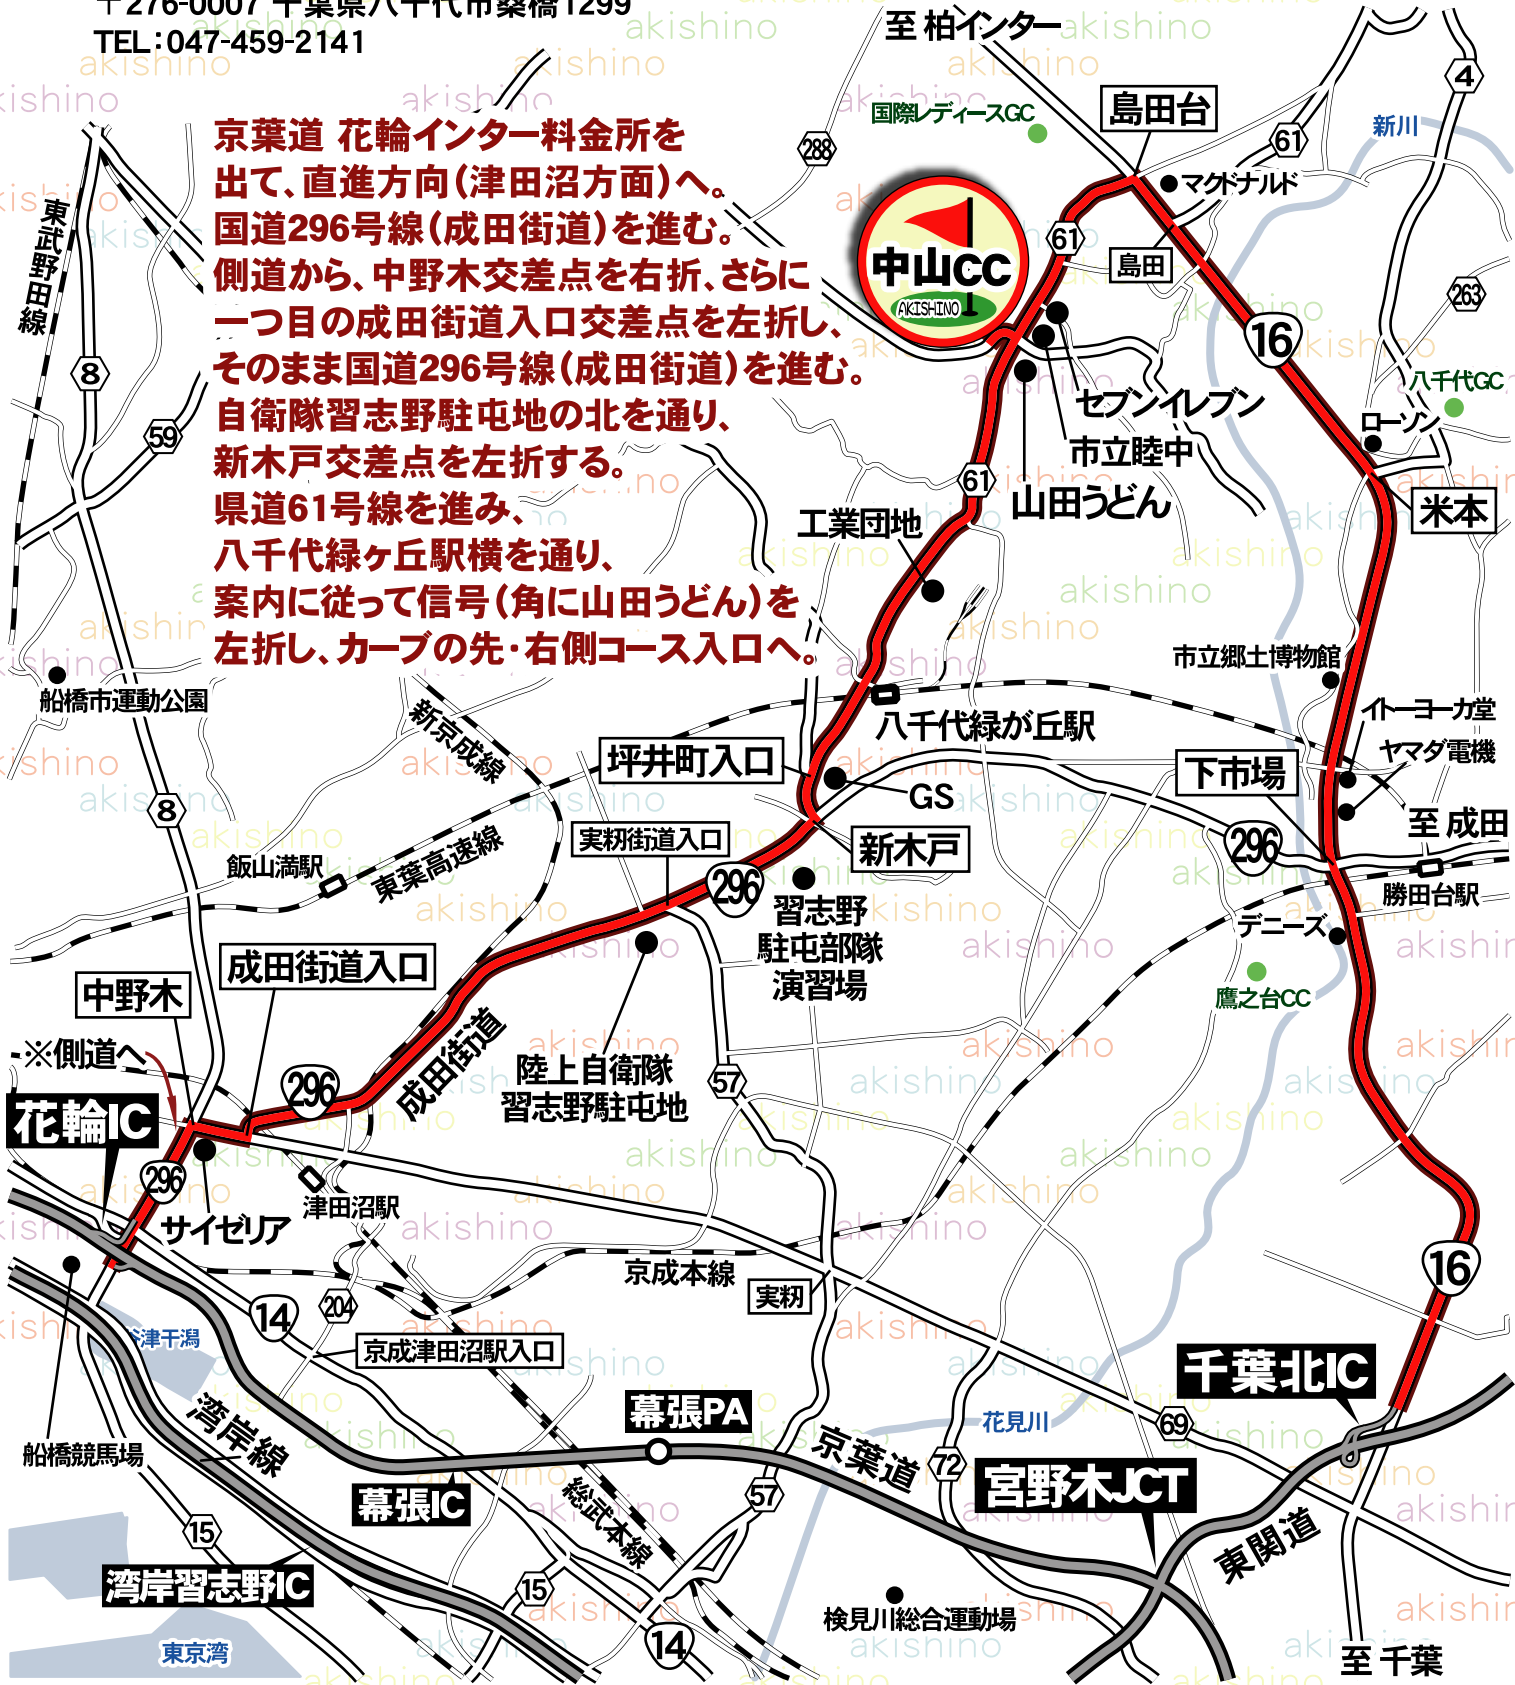 〒276-0007 千葉県八千代市桑橋1299
TEL：047-459-2141
京葉道 花輪インター料金所を
出て、直進方向（津田沼方面）へ。
国道296号線（成田街道）を進む。
側道から、中野木交差点を右折、さらに
一つ目の成田街道入口交差点を左折し、
そのまま国道296号線（成田街道）を進む。
自衛隊習志野駐屯地の北を通り、
新木戸交差点を左折する。
県道61号線を進み、
八千代緑ヶ丘駅横を通り、
案内に従って信号（角に山田うどん）を
左折し、カーブの先・右側コース入口へ。
至 柏インター
国際レディースGC
288
島田台
61
4
新川
マクドナルド
61
島田
263
中山CC
AKISHINO
16
八千代GC
ローソン
セブンイレブン
市立睦中
山田うどん
61
米本
工業団地
東武野田線
8
59
船橋市運動公園
新京成線
市立郷土博物館
イトーヨーカ堂
ヤマダ電機
八千代緑が丘駅
坪井町入口
GS
下市場
至 成田
8
実籾街道入口
新木戸
296
勝田台駅
飯山満駅
東葉高速線
296
習志野
駐屯部隊
演習場
デニーズ
鷹之台CC
成田街道入口
中野木
※側道へ
花輪IC
296
成田街道
陸上自衛隊
習志野駐屯地
57
296
サイゼリア
津田沼駅
京成本線
実籾
16
204
14
谷津干潟
京成津田沼駅入口
千葉北IC
幕張PA
湾岸線
船橋競馬場
京葉道
花見川
69
72
宮野木JCT
幕張IC
総武本線
57
15
東関道
湾岸習志野IC
15
検見川総合運動場
14
東京湾
至 千葉
akishino